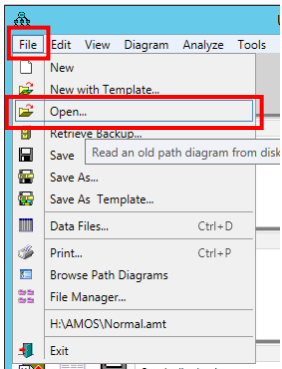 U
File Edit View Diagram Analyze Tools
New
New with Template...
Open...
Retrieve Backup...
Save
Read an old path diagram from disk
Save As...
Save As Template...
Data Files... Ctrl+D
Print... Ctrl+P
Browse Path Diagrams
File Manager...
H:\AMOS\Normal.amt
Exit